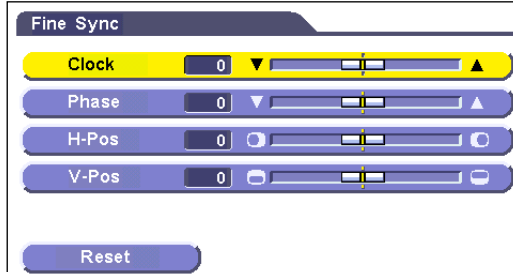 Fine Sync
Clock 0
Phase 0
H-Pos 0
V-Pos 0
Reset